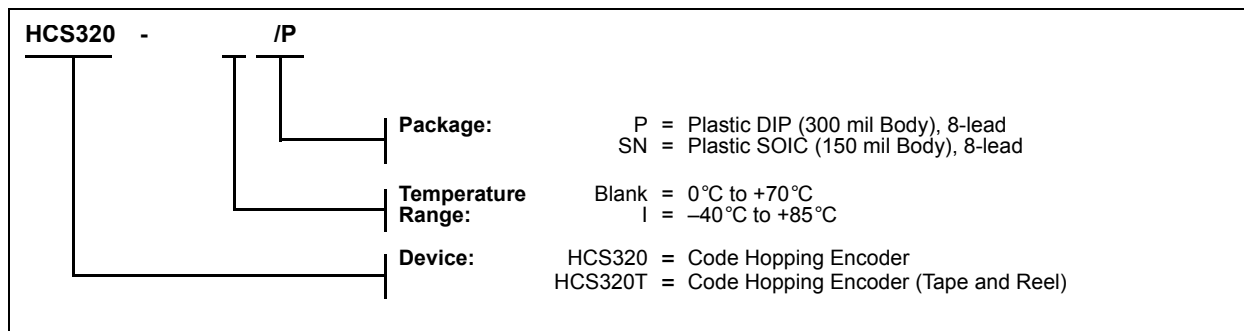 HCS320 - /P
Package: P = Plastic DIP (300 mil Body), 8-lead
SN = Plastic SOIC (150 mil Body), 8-lead
Temperature Blank = 0°C to +70°C
Range: I = –40°C to +85°C
Device: HCS320 = Code Hopping Encoder
HCS320T = Code Hopping Encoder (Tape and Reel)